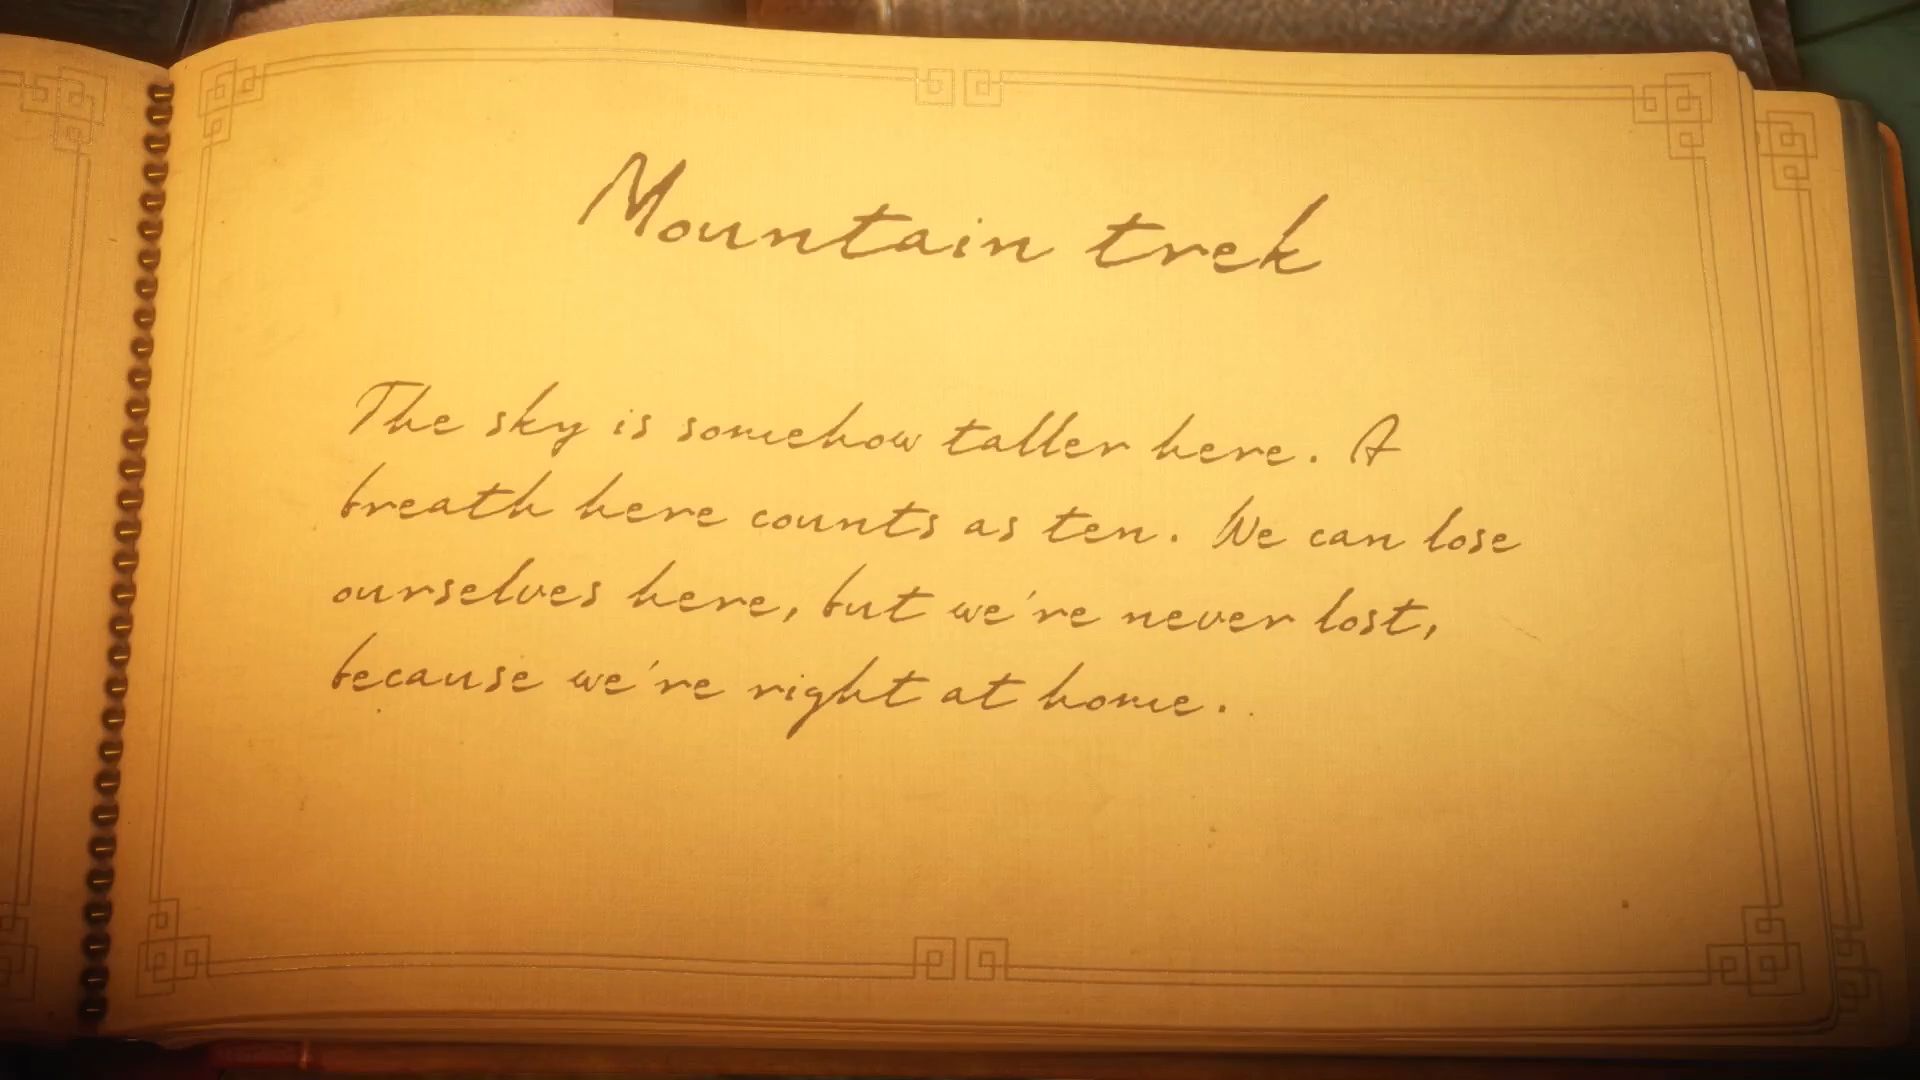 Mountain trek
The sky is somehow taller here. A
breath here counts as ten. We can lose
ourselves here, but we're never lost,
because we're right at home.